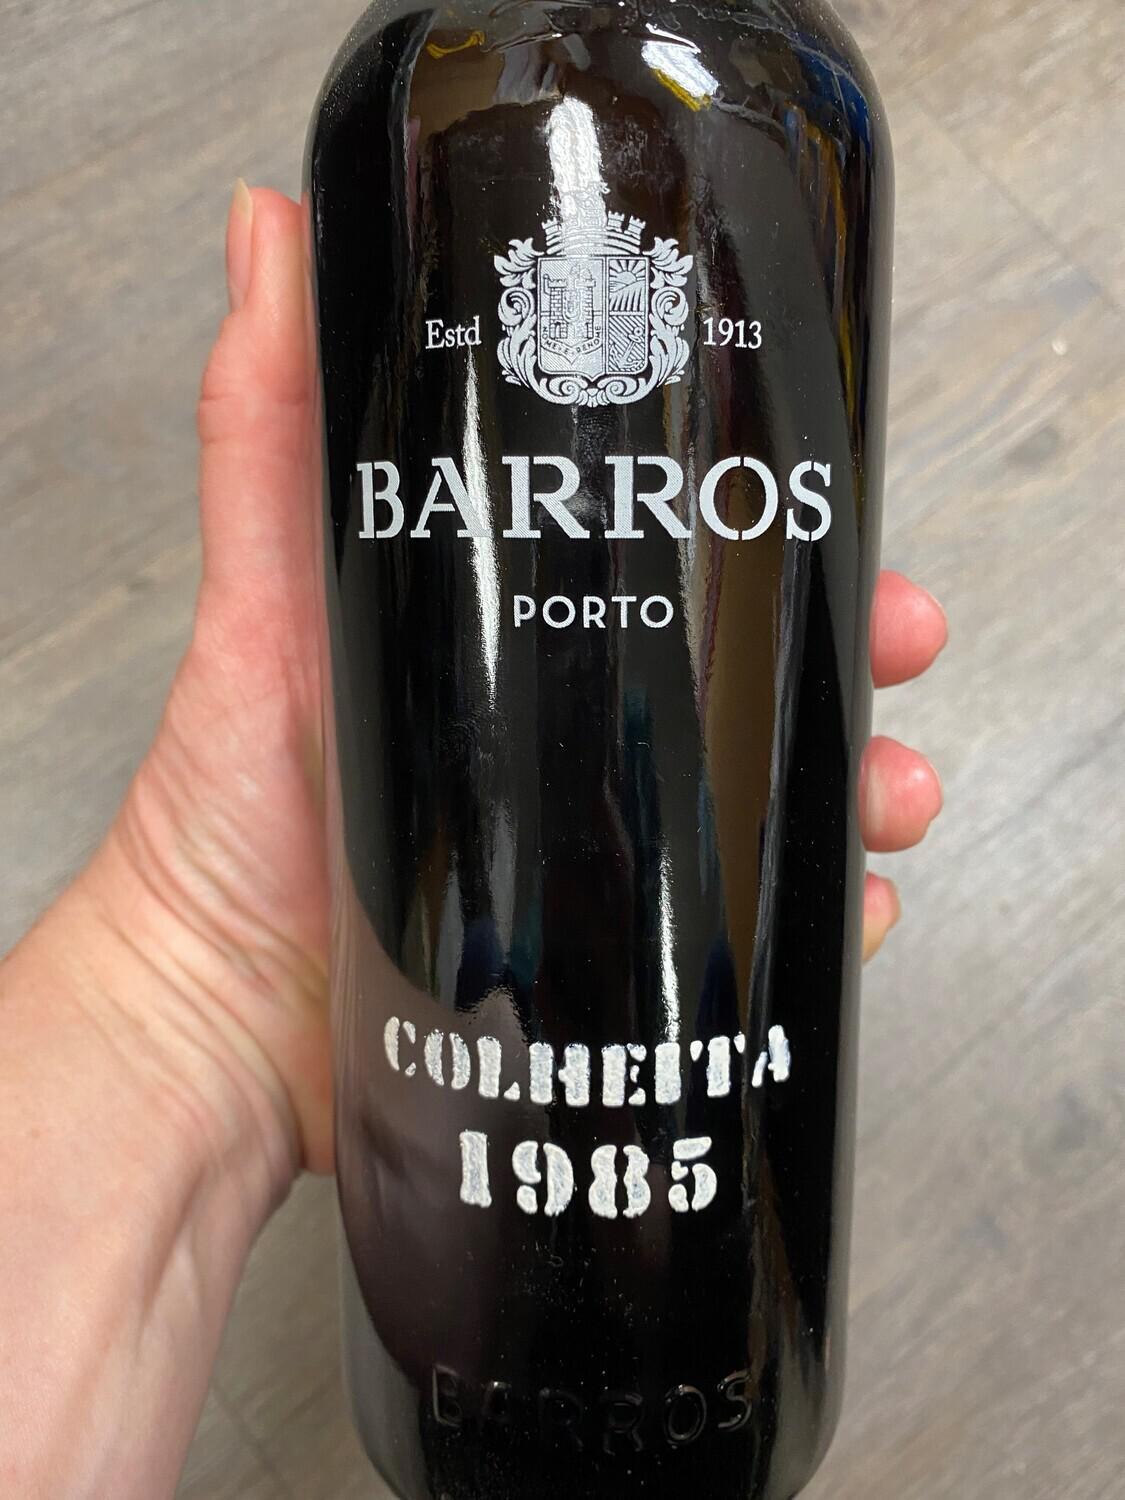 Estd 1913
BARROS
PORTO
COLHEITA
1985
BARROS